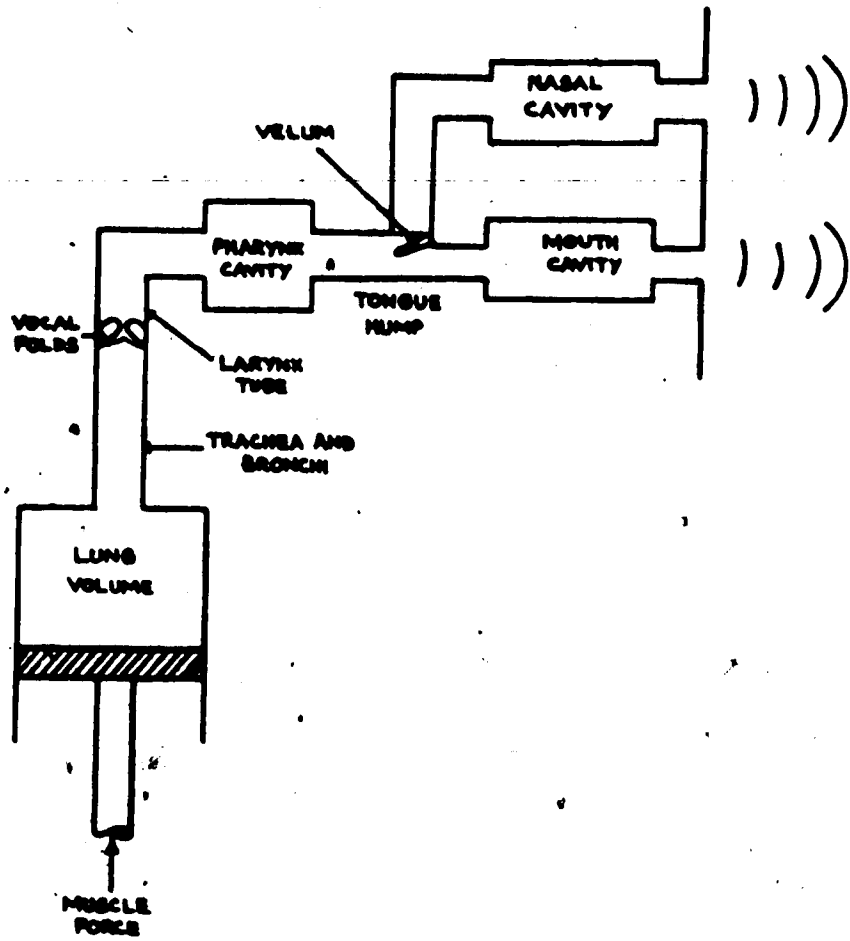 NASAL
CAVITY
VELUM
PHARYNX
CAVITY
MOUTH
CAVITY
TONGUE
HUMP
VOCAL
FOLDS
LARYNX
TUBE
TRACHEA AND
BRONCHI
LUNG
VOLUME
MUSCLE
FORCE